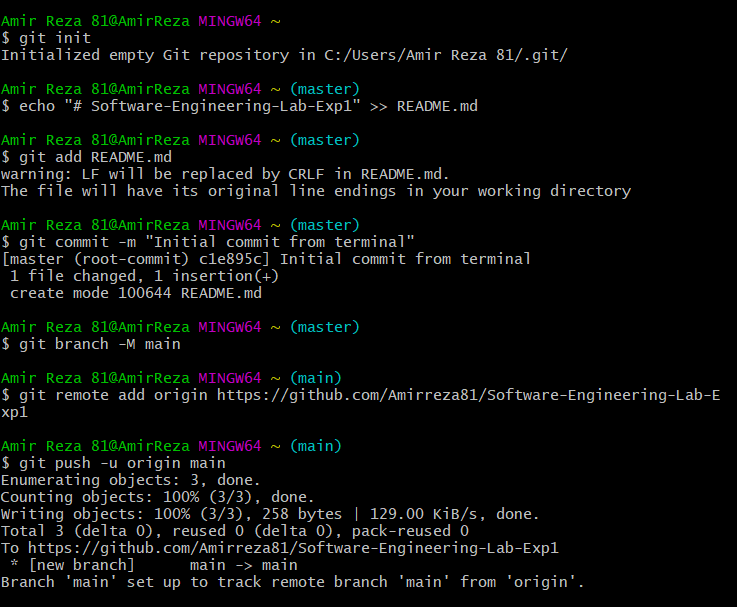 Amir Reza 81@AmirReza MINGW64 ~
$ git init
Initialized empty Git repository in C:/Users/Amir Reza 81/.git/
Amir Reza 81@AmirReza MINGW64 ~ (master)
$ echo "# Software-Engineering-Lab-Exp1" >> README.md
Amir Reza 81@AmirReza MINGW64 ~ (master)
$ git add README.md
warning: LF will be replaced by CRLF in README.md.
The file will have its original line endings in your working directory
Amir Reza 81@AmirReza MINGW64 ~ (master)
$ git commit -m "Initial commit from terminal"
[master (root-commit) c1e895c] Initial commit from terminal
 1 file changed, 1 insertion(+)
 create mode 100644 README.md
Amir Reza 81@AmirReza MINGW64 ~ (master)
$ git branch -M main
Amir Reza 81@AmirReza MINGW64 ~ (main)
$ git remote add origin https://github.com/Amirreza81/Software-Engineering-Lab-E
xp1
Amir Reza 81@AmirReza MINGW64 ~ (main)
$ git push -u origin main
Enumerating objects: 3, done.
Counting objects: 100% (3/3), done.
Writing objects: 100% (3/3), 258 bytes | 129.00 KiB/s, done.
Total 3 (delta 0), reused 0 (delta 0), pack-reused 0
To https://github.com/Amirreza81/Software-Engineering-Lab-Exp1
 * [new branch]      main -> main
Branch 'main' set up to track remote branch 'main' from 'origin'.